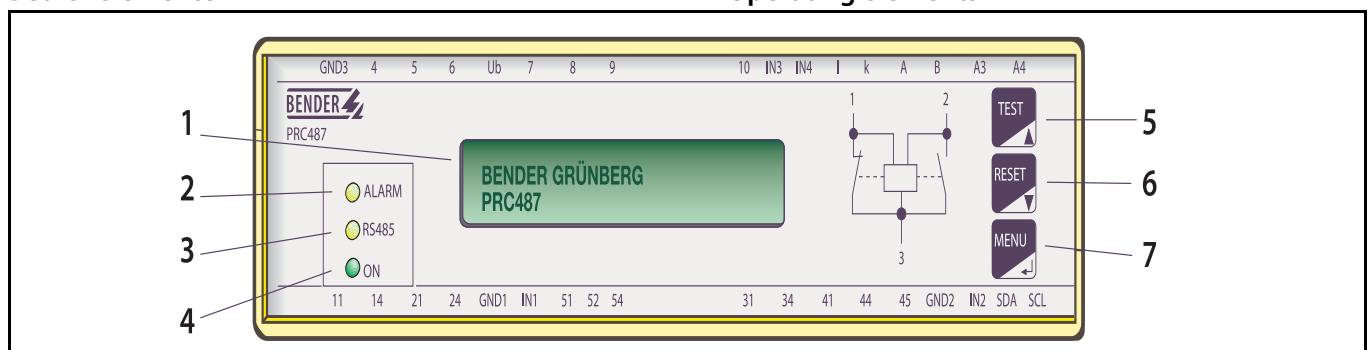 GND3 4 5 6 Ub 7 8 9 10 IN3 IN4 I k A B A3 A4
BENDER
PRC487
1
2
3
4
ALARM
RS485
ON
BENDER GRÜNBERG
PRC487
1 2
3
TEST
RESET
MENU
5
6
7
11 14 21 24 GND1 IN1 51 52 54 31 34 41 44 45 GND2 IN2 SDA SCL